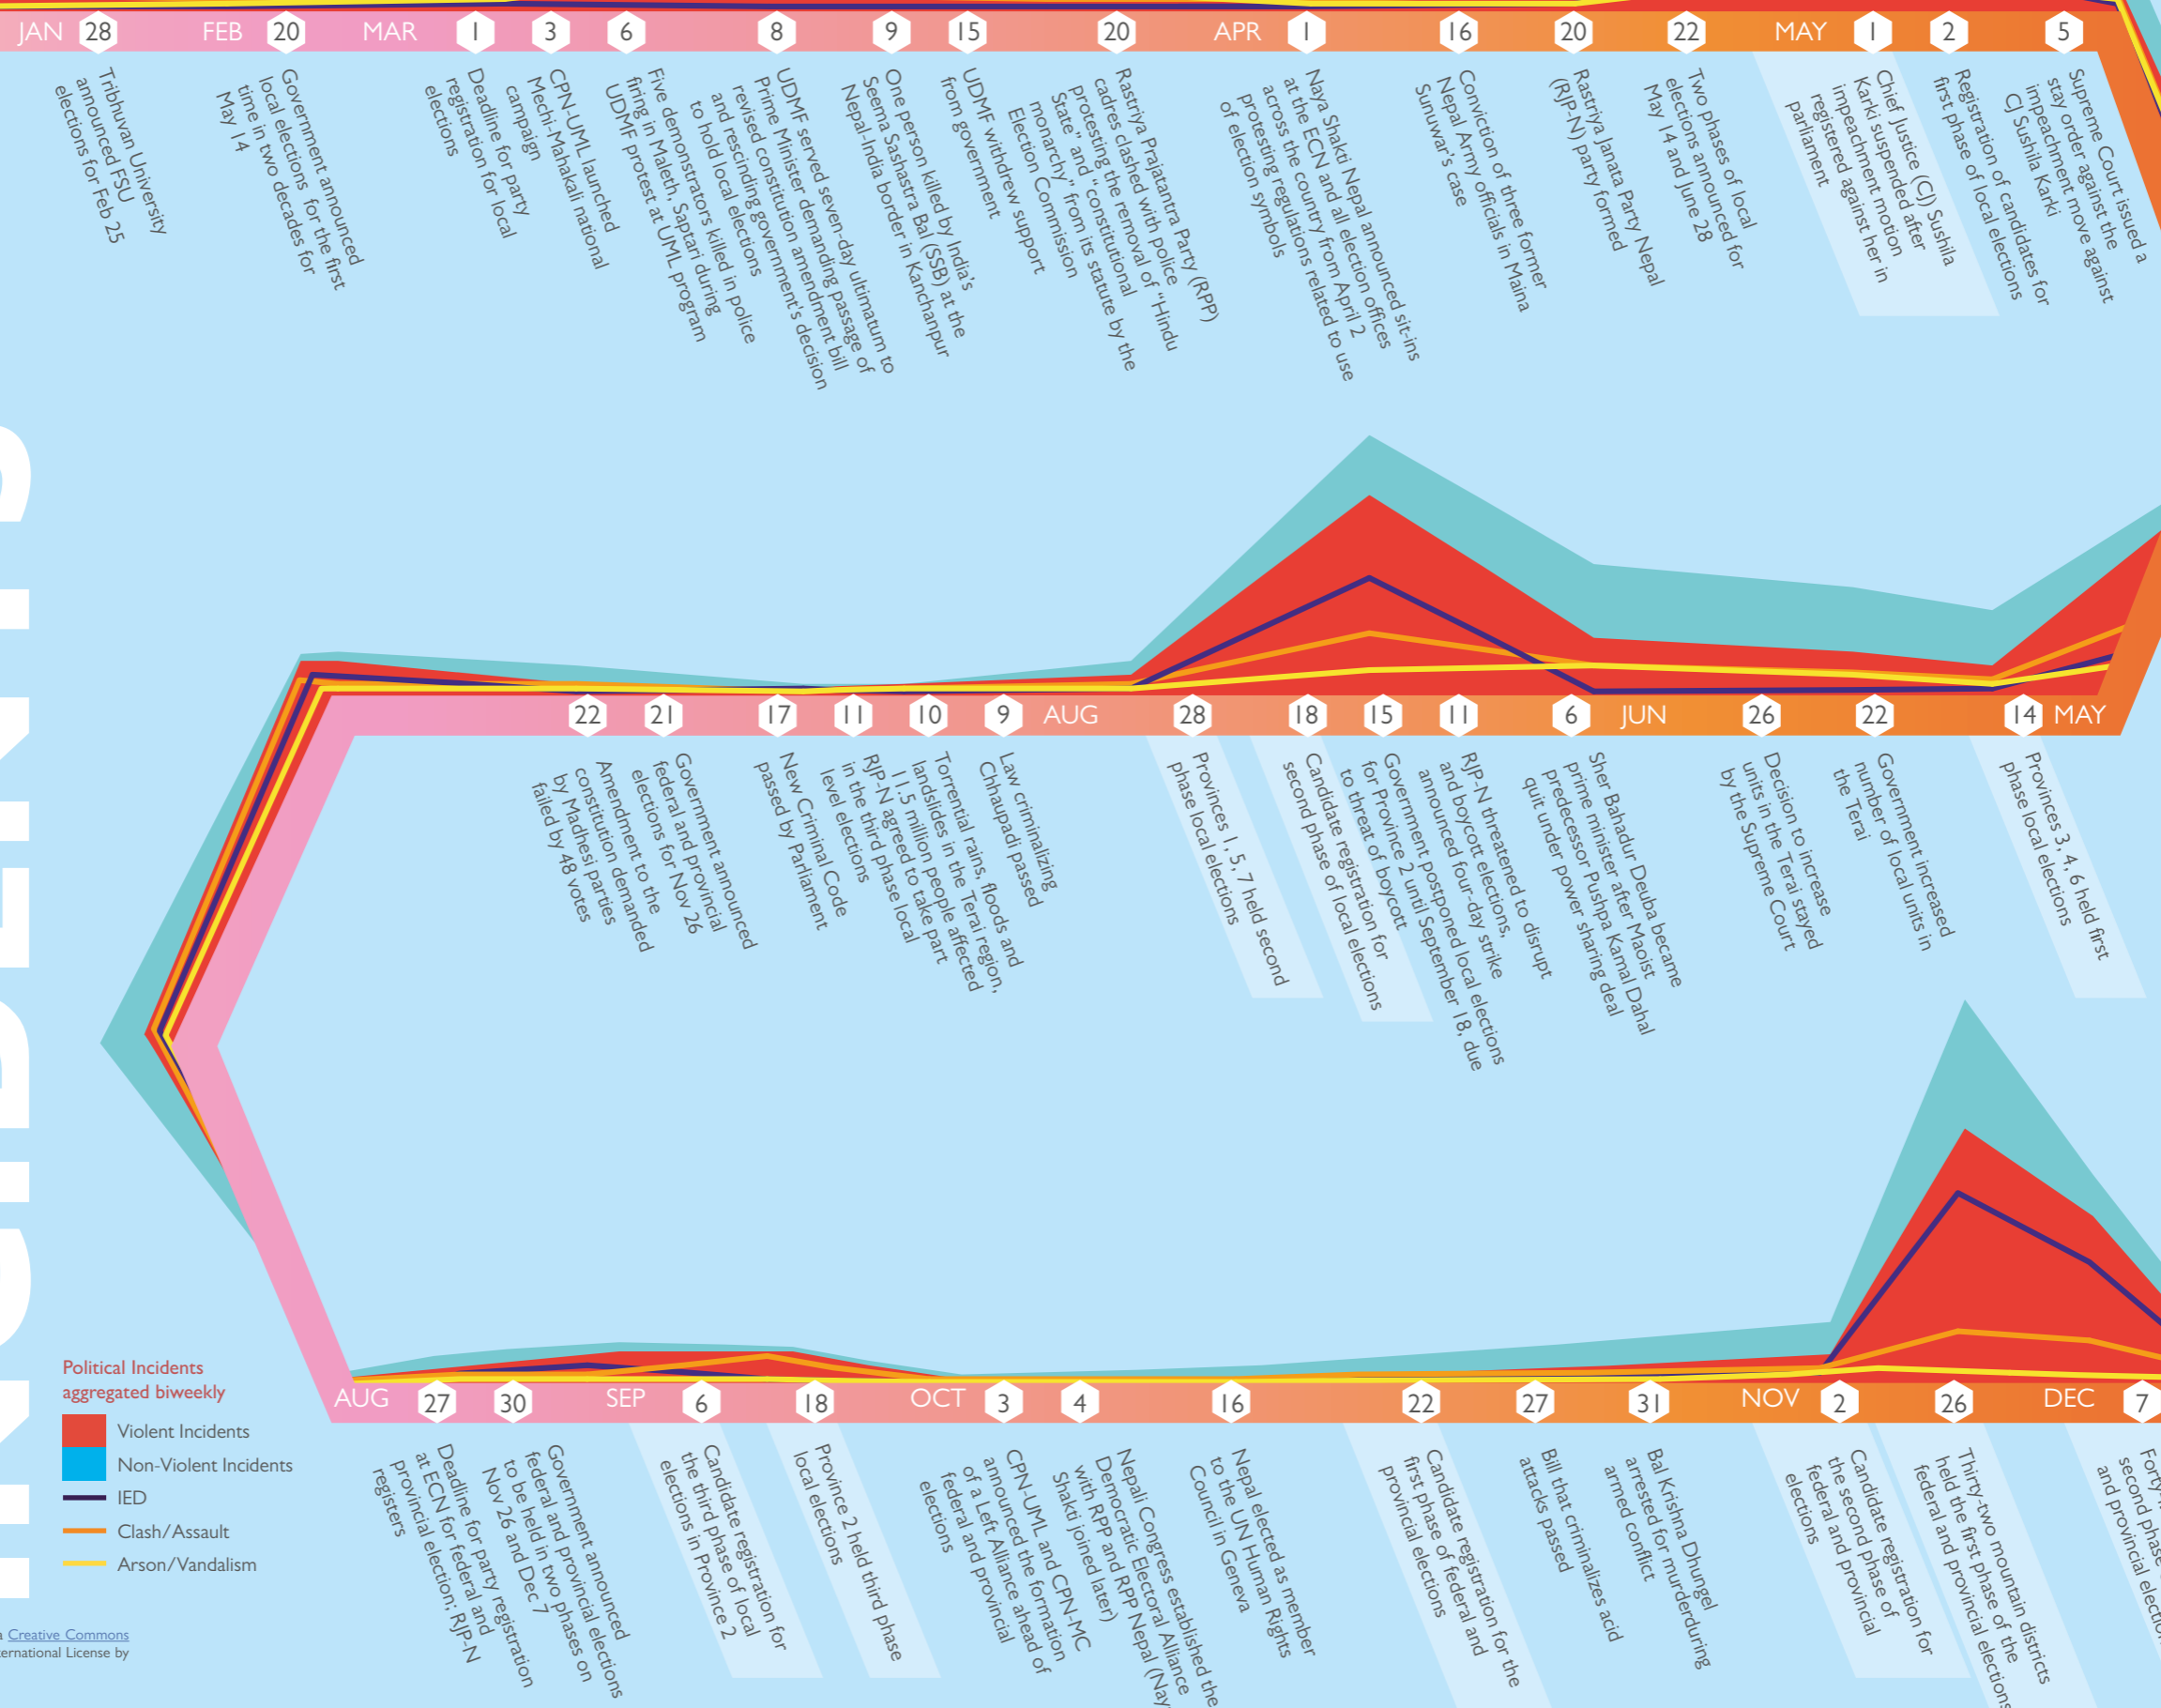 JAN 28 FEB 20 MAR 1 3 6 8 9 15 20 APR 1 16 20 22 MAY 1 2 5
Tribhuvan University
announced FSU
elections for Feb 25
Government announced
local elections for the first
time in two decades for
May 14
Deadline for party
registration for local
elections
CPN-UML launched
Mechi-Mahakali national
campaign
Five demonstrators killed in police
firing in Maleth, Saptari during
UDMF protest at UML program
UDMF served seven-day ultimatum to
Prime Minister demanding passage of
revised constitution amendment bill
and rescinding government's decision
to hold local elections
One person killed by India's
Seema Sashastra Bal (SSB) at the
Nepal-India border in Kanchanpur
UDMF withdrew support
from government
Rastriya Prajatantra Party (RPP)
cadres clashed with police
protesting the removal of "Hindu
State" and "constitutional
monarchy" from its statute by the
Election Commission
Naya Shakti Nepal announced sit-ins
at the ECN and all election offices
across the country from April 2
protesting regulations related to use
of election symbols
Conviction of three former
Nepal Army officials in Maina
Sunuwar's case
Rastriya Janata Party Nepal
(RJP-N) party formed
Two phases of local
elections announced for
May 14 and June 28
Chief Justice (CJ) Sushila
Karki suspended after
impeachment motion
registered against her in
parliament
Registration of candidates for
first phase of local elections
Supreme Court issued a
stay order against the
impeachment move against
CJ Sushila Karki
22 21 17 11 10 9 AUG 28 18 15 11 6 JUN 26 22 14 MAY
Amendment to the
constitution demanded
by Madhesi parties
failed by 48 votes
Government announced
federal and provincial
elections for Nov 26
New Criminal Code
passed by Parliament
RJP-N agreed to take part
in the third phase local
level elections
Torrential rains, floods and
landslides in the Terai region,
11.5 million people affected
Law criminalizing
Chhaupadi passed
Provinces 1, 5, 7 held second
phase local elections
Candidate registration for
second phase of local elections
Government postponed local elections
for Province 2 until September 18, due
to threat of boycott
RJP-N threatened to disrupt
and boycott elections,
announced four-day strike
Sher Bahadur Deuba became
prime minister after Maoist
predecessor Pushpa Kamal Dahal
quit under power sharing deal
Decision to increase
units in the Terai stayed
by the Supreme Court
Government increased
number of local units in
the Terai
Provinces 3, 4, 6 held first
phase local elections
AUG 27 30 SEP 6 18 OCT 3 4 16 22 27 31 NOV 2 26 DEC 7
Deadline for party registration
at ECN for federal and
provincial election; RJP-N
registers
Government announced
federal and provincial elections
to be held in two phases on
Nov 26 and Dec 7
Candidate registration for
the third phase of local
elections in Province 2
Province 2 held third phase
local elections
CPN-UML and CPN-MC
announced the formation
of a Left Alliance ahead of
federal and provincial
elections
Nepali Congress established the
Democratic Electoral Alliance
with RPP and RPP Nepal (Nay
Shakti joined later)
Nepal elected as member
to the UN Human Rights
Council in Geneva
Candidate registration for the
first phase of federal and
provincial elections
Bill that criminalizes acid
attacks passed
Bal Krishna Dhungel
arrested for murderduring
armed conflict
Candidate registration for
the second phase of
federal and provincial
elections
Thirty-two mountain districts
held the first phase of the
federal and provincial elections
second phase
and provincial election
Political Incidents
aggregated biweekly
Violent Incidents
Non-Violent Incidents
IED
Clash/Assault
Arson/Vandalism
a Creative Commons
ernational License by